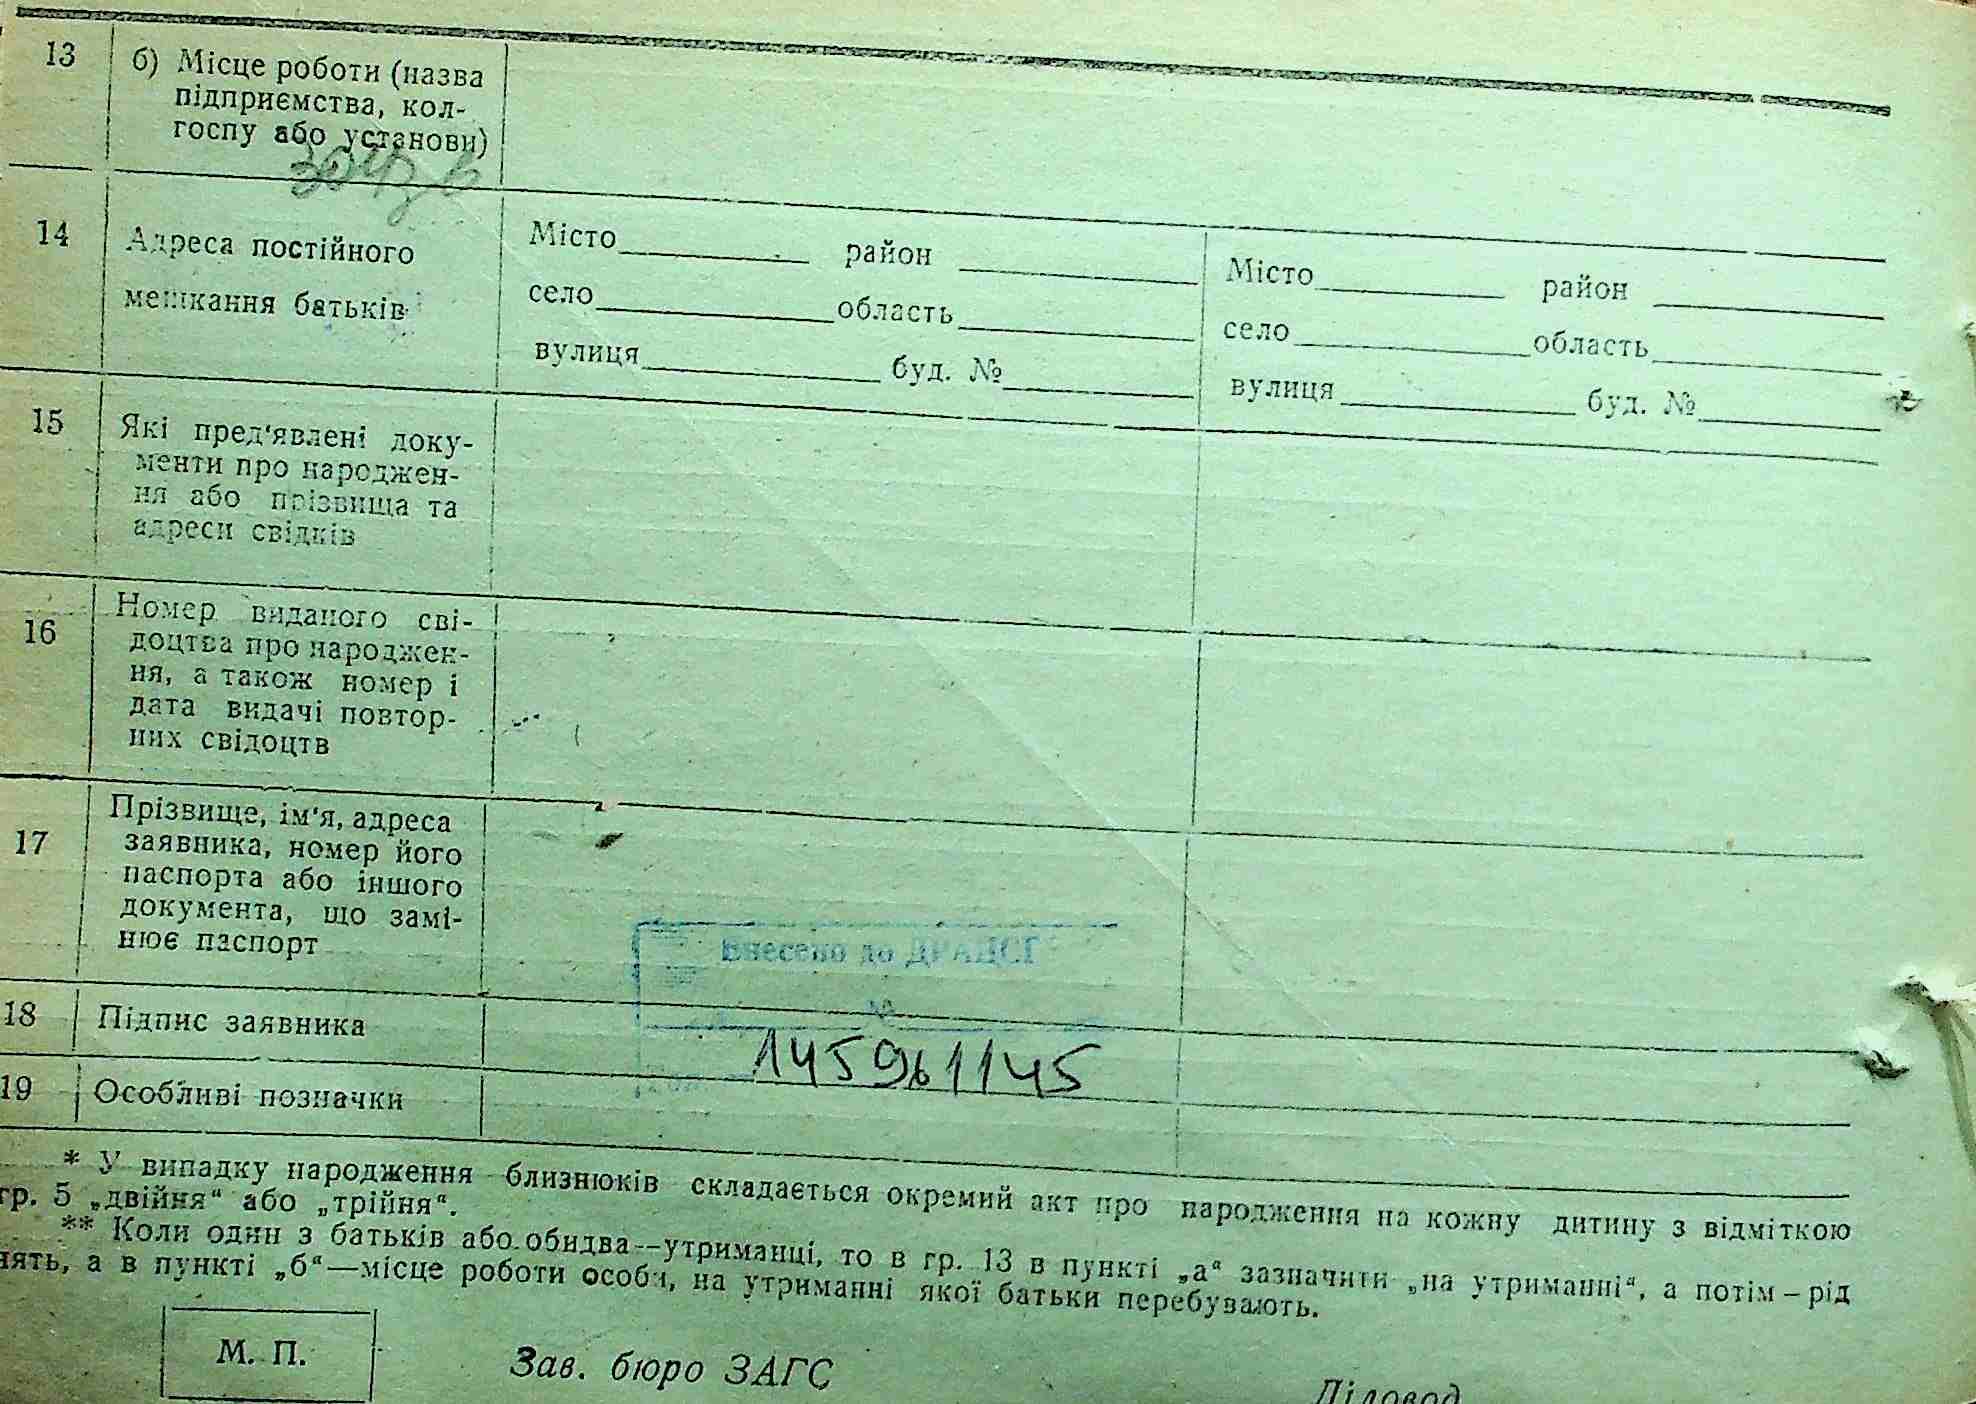 13 б) Місце роботи (назва
підприємства, кол-
госпу або установи)
14 Адреса постійного
мешкання батьків
Місто район
село область
вулиця буд. №
Місто район
село область
вулиця буд. №
15 Які пред'явлені доку-
менти про народжен-
ня або прізвища та
адреси свідків
16 Номер виданого сві-
доцтва про народжен-
ня, а також номер і
дата видачі повтор-
них свідоцтв
17 Прізвище, ім'я, адреса
заявника, номер його
паспорта або іншого
документа, що замі-
нює паспорт
Внесено до ДРАЦСГ
№
18 Підпис заявника
145961145
19 Особливі позначки
* У випадку народження близнюків складається окремий акт про народження на кожну дитину з відміткою
гр. 5 „двійня“ або „трійня“.
** Коли один з батьків або обидва—утриманці, то в гр. 13 в пункті „а“ зазначити „на утриманні“, а потім—рід
нять, а в пункті „б“—місце роботи особи, на утриманні якої батьки перебувають.
М. П.
Зав. бюро ЗАГС
Діловод